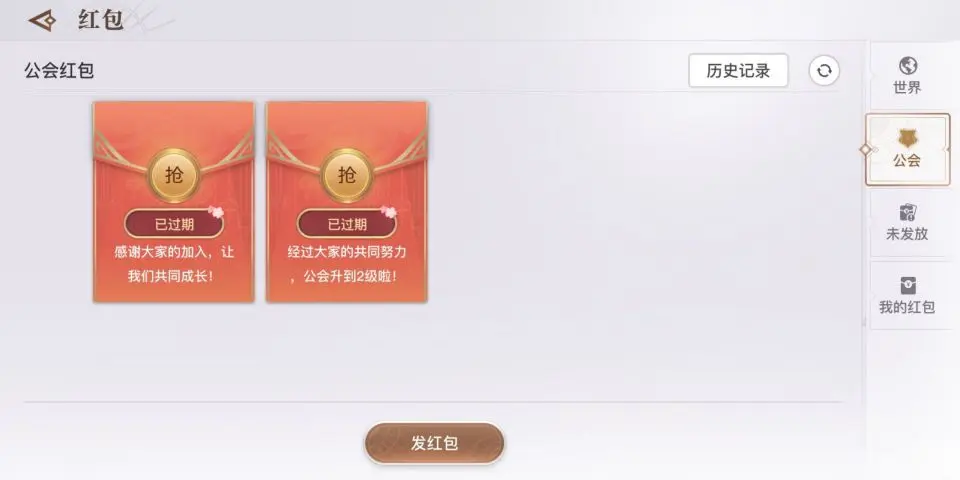 红包
公会红包
历史记录
抢
已过期
感谢大家的加入，让
我们共同成长！
抢
已过期
经过大家的共同努力
，公会升到2级啦！
发红包
世界
公会
未发放
我的红包